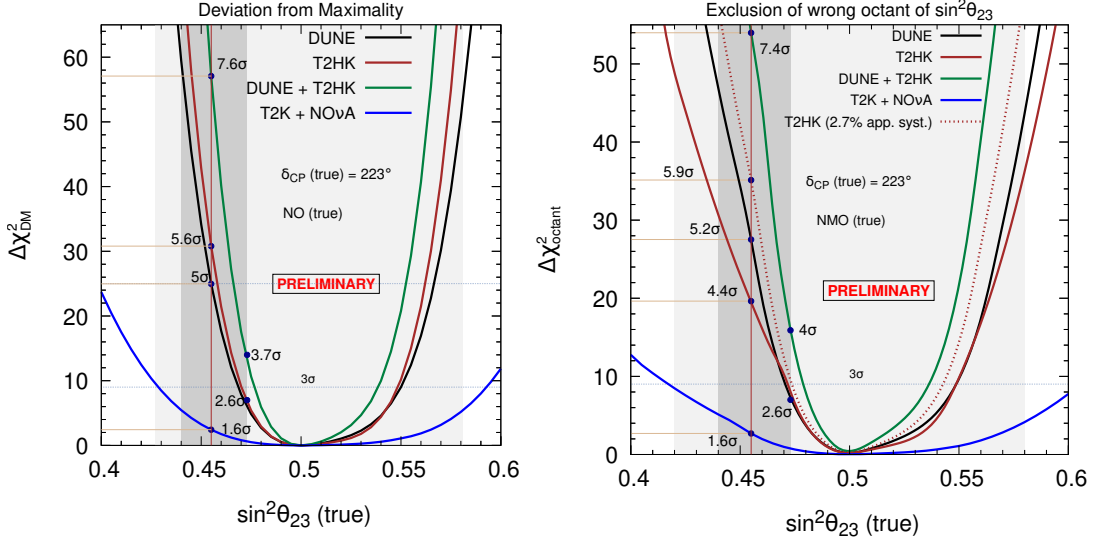 Deviation from Maximality
DUNE
T2HK
DUNE + T2HK
T2K + NOνA
7.6σ
5.6σ
5σ
3.7σ
2.6σ
1.6σ
3σ
δCP (true) = 223°
NO (true)
PRELIMINARY
Δχ²DM
60
50
40
30
20
10
0
0.4 0.45 0.5 0.55 0.6
sin²θ23 (true)
Exclusion of wrong octant of sin²θ23
DUNE
T2HK
DUNE + T2HK
T2K + NOνA
T2HK (2.7% app. syst.)
7.4σ
5.9σ
5.2σ
4.4σ
4σ
2.6σ
1.6σ
3σ
δCP (true) = 223°
NMO (true)
PRELIMINARY
Δχ²octant
50
40
30
20
10
0
0.4 0.45 0.5 0.55 0.6
sin²θ23 (true)